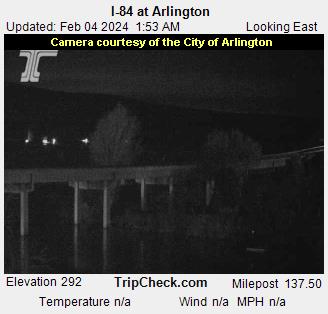 I-84 at Arlington
Updated: Feb 04 2024 1:53 AM Looking East
Camera courtesy of the City of Arlington
Elevation 292 TripCheck.com Milepost 137.50
Temperature n/a Wind n/a MPH n/a